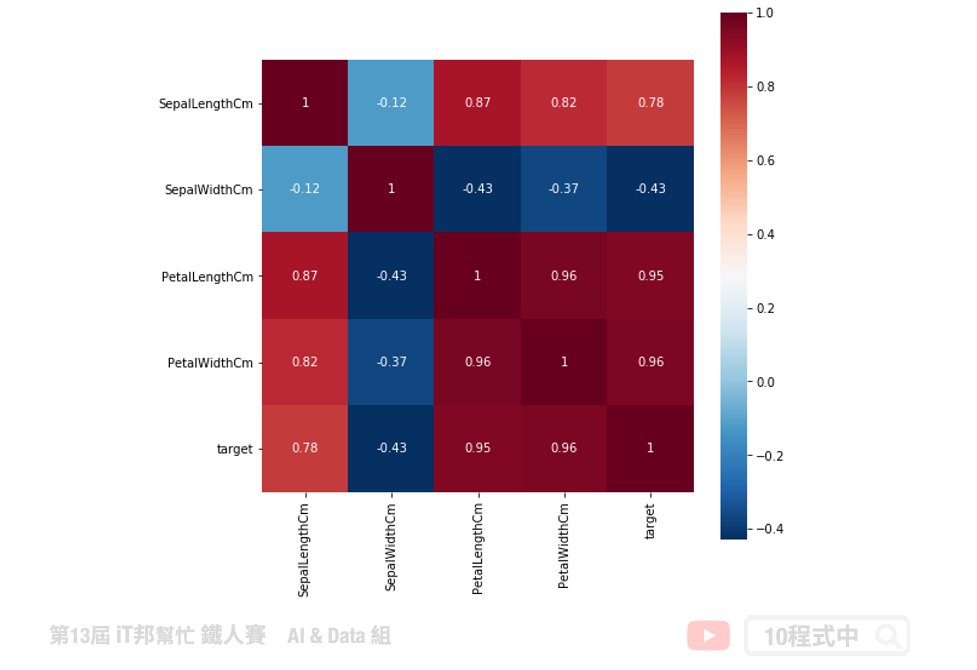 1.0
SepalLengthCm 1 -0.12 0.87 0.82 0.78
0.8
SepalWidthCm -0.12 1 -0.43 -0.37 -0.43
0.6
0.4
PetalLengthCm 0.87 -0.43 1 0.96 0.95
0.2
PetalWidthCm 0.82 -0.37 0.96 1 0.96
0.0
target 0.78 -0.43 0.95 0.96 1
−0.2
−0.4
SepalLengthCm
SepalWidthCm
PetalLengthCm
PetalWidthCm
target
第13屆 iT邦幫忙 鐵人賽 AI & Data 組
10程式中